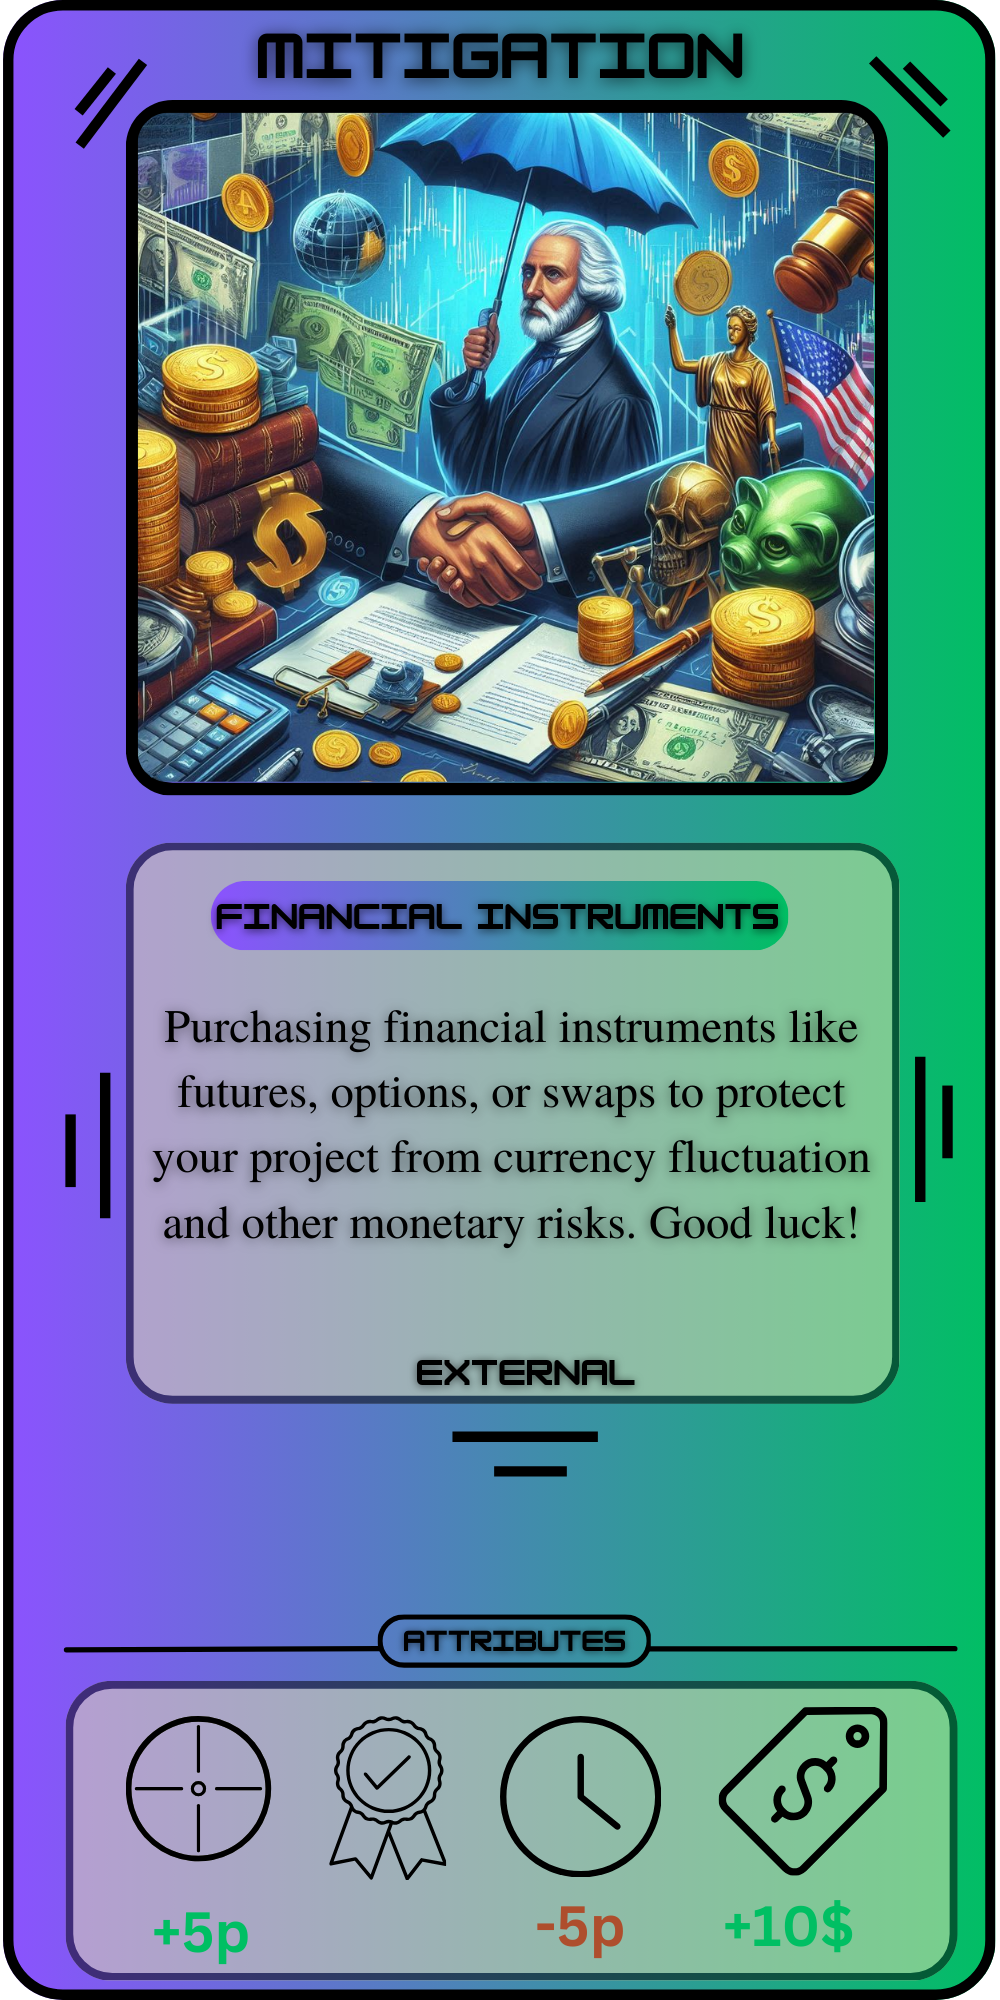 MITIGATION
FINANCIAL INSTRUMENTS
Purchasing financial instruments like
futures, options, or swaps to protect
your project from currency fluctuation
and other monetary risks. Good luck!
EXTERNAL
ATTRIBUTES
+5p
-5p
+10$